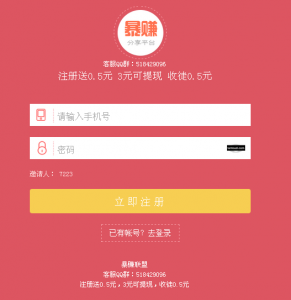 暴赚
分享平台
客服QQ群：518429096
注册送0.5元 3元可提现 收徒0.5元
请输入手机号
密码
邀请人： 7223
立即注册
已有帐号？去登录
暴赚联盟
客服QQ群：518429096
注册送0.5元，3元可提现，收徒0.5元